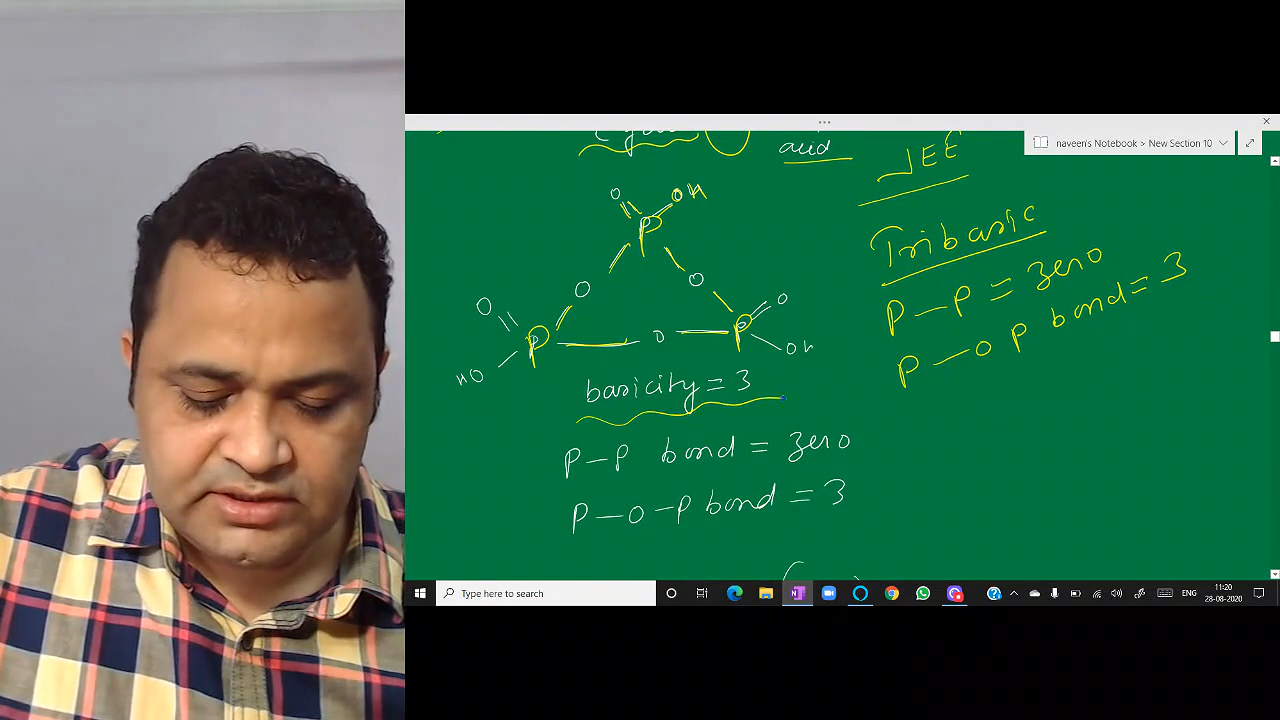 acid
JEE
naveen's Notebook > New Section 10
O OH
P
Tribasic
O O
P-P = zero
O P P O
P-O P bond = 3
O
HO OH
basicity = 3
P-P bond = zero
P-O-P bond = 3
Type here to search
ENG
11:20
28-08-2020